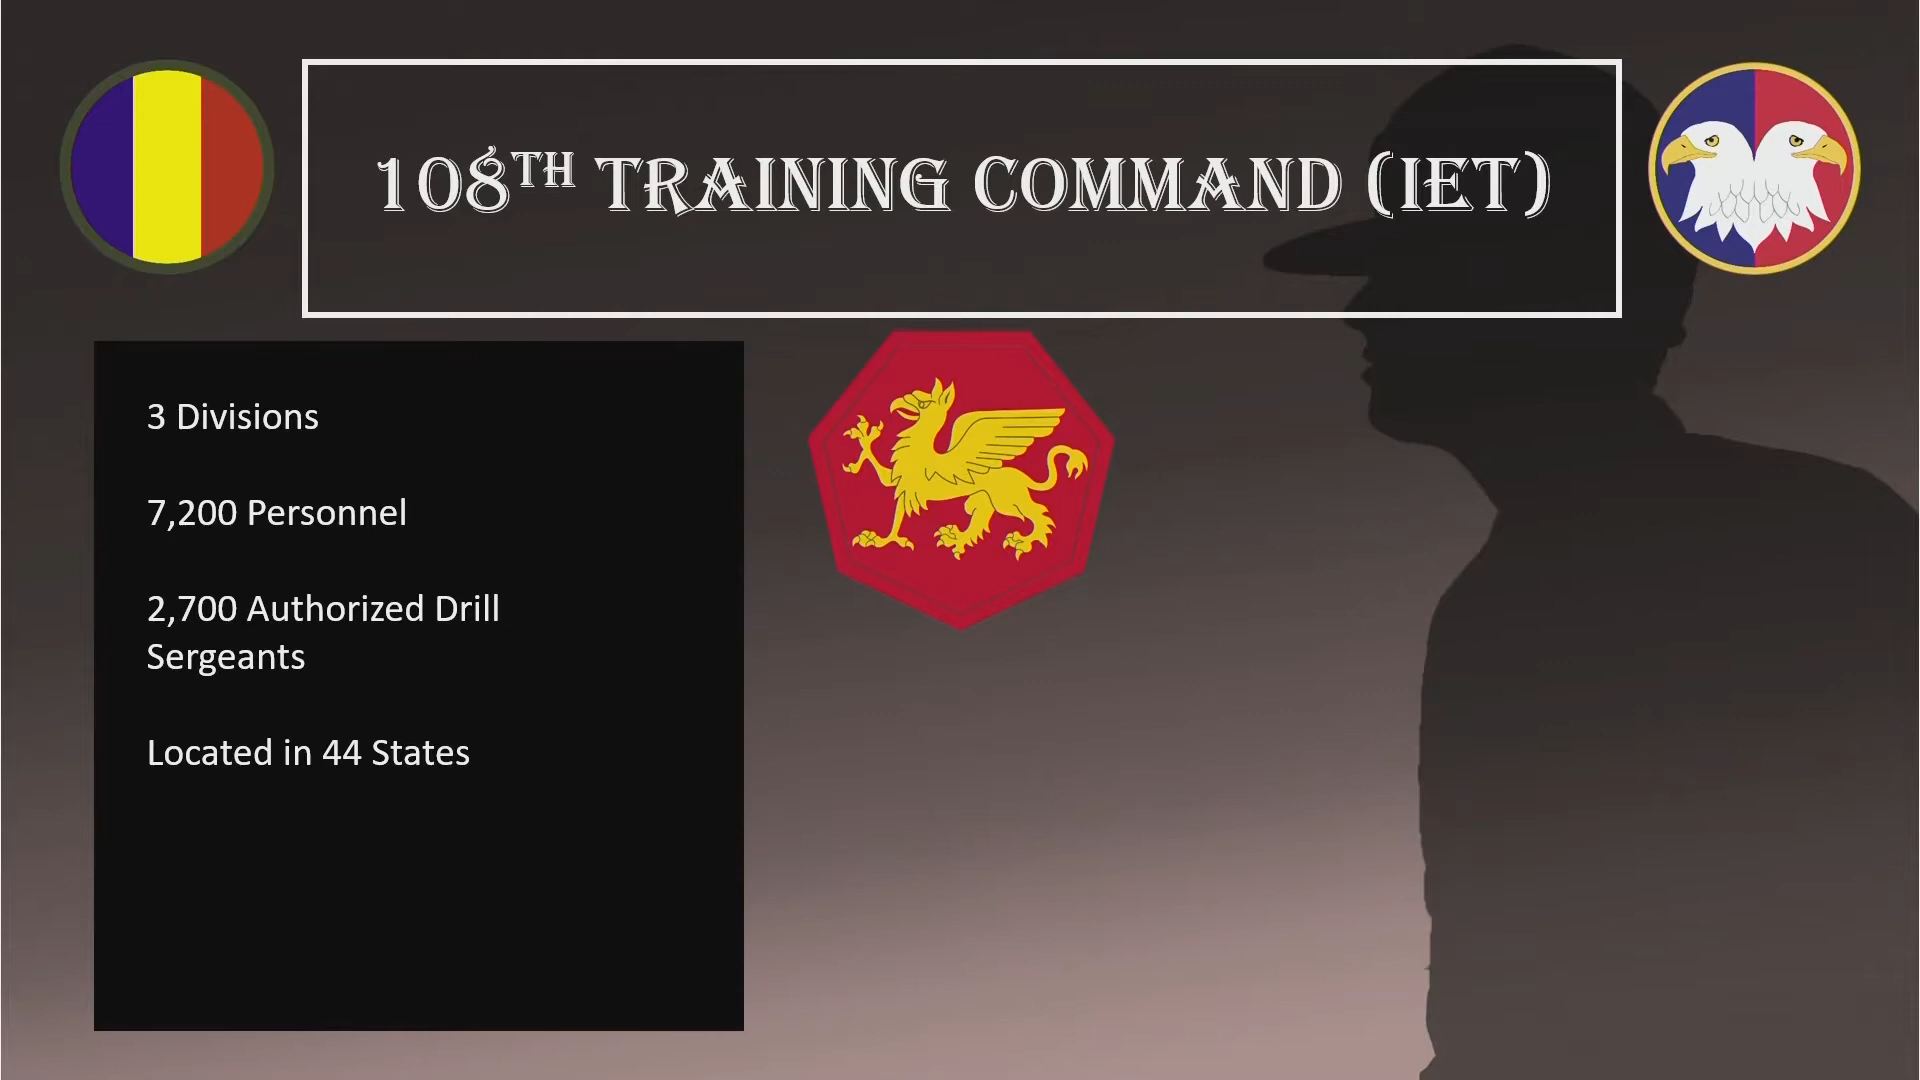 108TH TRAINING COMMAND (IET)
3 Divisions
7,200 Personnel
2,700 Authorized Drill
Sergeants
Located in 44 States